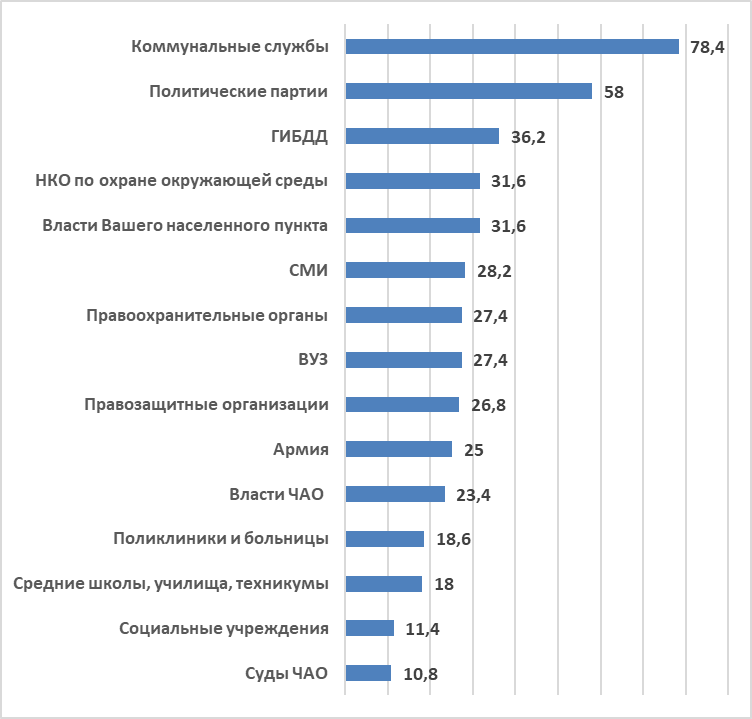 Коммунальные службы 78,4
Политические партии 58
ГИБДД 36,2
НКО по охране окружающей среды 31,6
Власти Вашего населенного пункта 31,6
СМИ 28,2
Правоохранительные органы 27,4
ВУЗ 27,4
Правозащитные организации 26,8
Армия 25
Власти ЧАО 23,4
Поликлиники и больницы 18,6
Средние школы, училища, техникумы 18
Социальные учреждения 11,4
Суды ЧАО 10,8